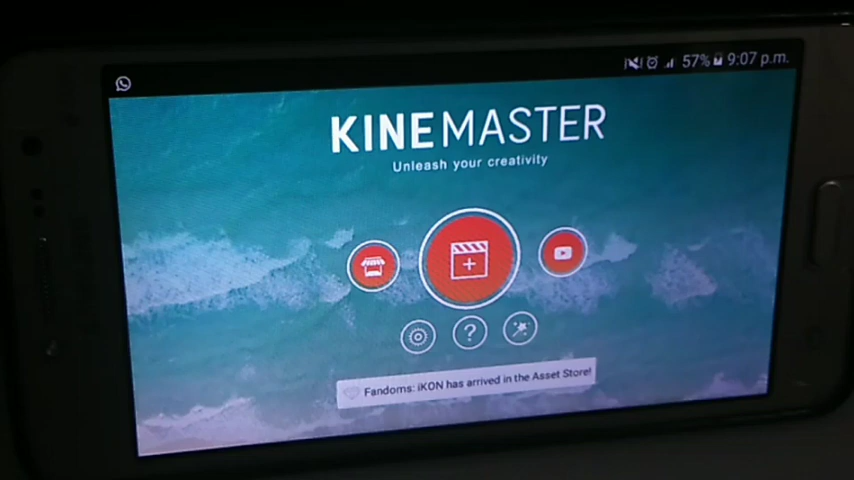 57% 9:07 p.m.
KINEMASTER
Unleash your creativity
?
Fandoms: iKON has arrived in the Asset Store!